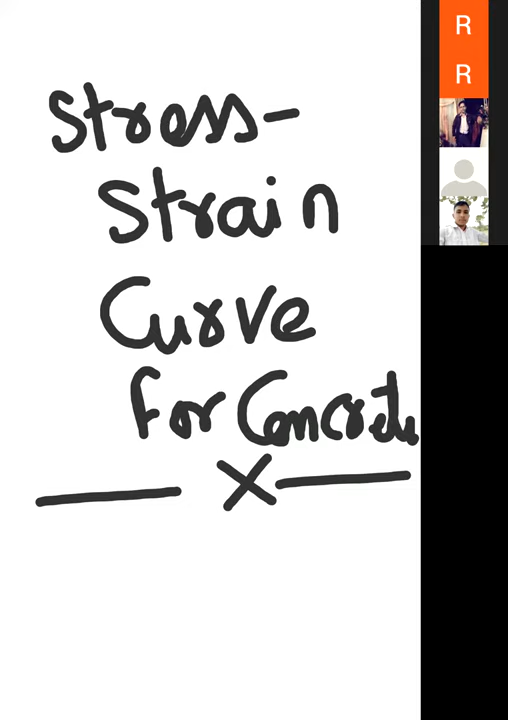 Stress-
Strain
Curve
For Concrete
X
R
R